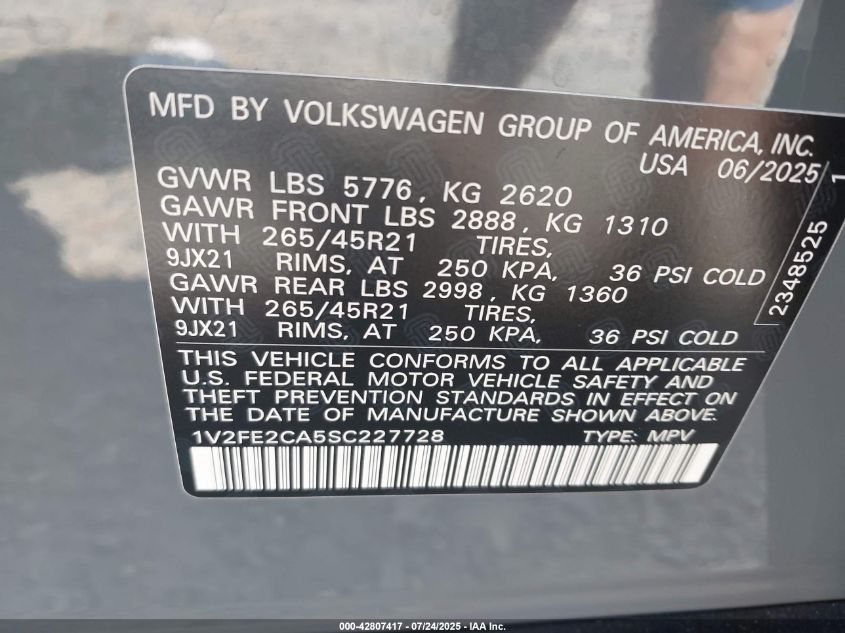 MFD BY VOLKSWAGEN GROUP OF AMERICA, INC.
USA 06/2025
GVWR LBS 5776, KG 2620
GAWR FRONT LBS 2888, KG 1310
WITH 265/45R21 TIRES,
9JX21 RIMS, AT 250 KPA, 36 PSI COLD
GAWR REAR LBS 2998, KG 1360
WITH 265/45R21 TIRES,
9JX21 RIMS, AT 250 KPA, 36 PSI COLD
THIS VEHICLE CONFORMS TO ALL APPLICABLE
U.S. FEDERAL MOTOR VEHICLE SAFETY AND
THEFT PREVENTION STANDARDS IN EFFECT ON
THE DATE OF MANUFACTURE SHOWN ABOVE.
1V2FE2CA5SC227728 TYPE: MPV
2348525
1
000-42807417 - 07/24/2025 - IAA Inc.